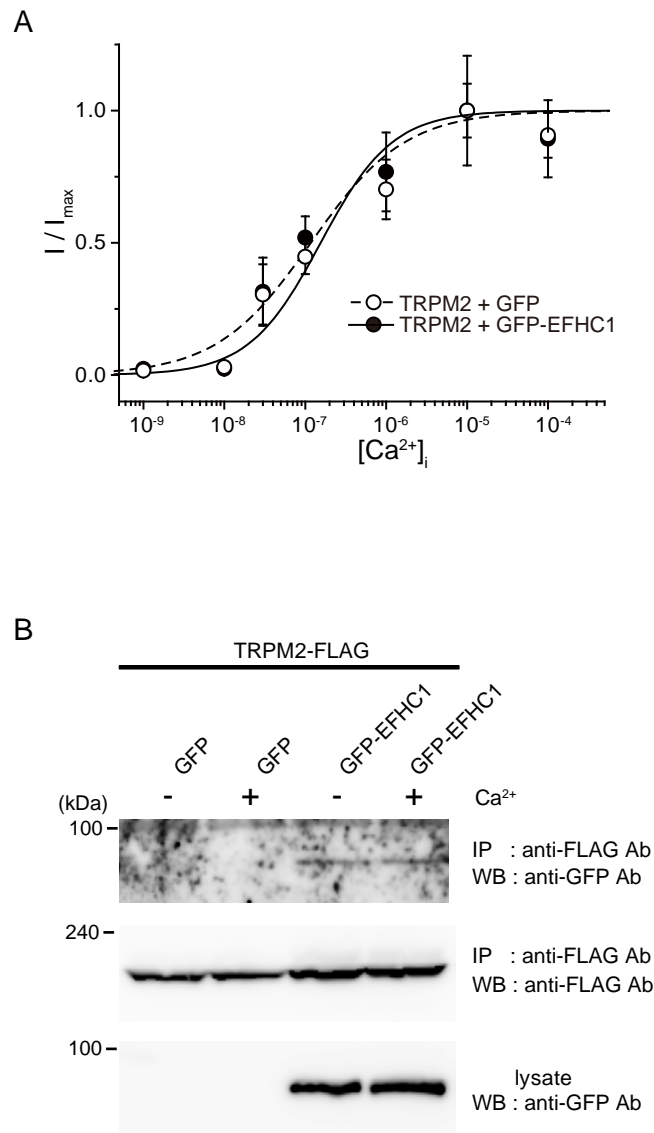 A
I / Imax
1.0
0.5
0.0
TRPM2 + GFP
TRPM2 + GFP-EFHC1
10-9 10-8 10-7 10-6 10-5 10-4
[Ca2+]i
B
TRPM2-FLAG
GFP GFP GFP-EFHC1 GFP-EFHC1
(kDa) - + - + Ca2+
100
IP : anti-FLAG Ab
WB : anti-GFP Ab
240
IP : anti-FLAG Ab
WB : anti-FLAG Ab
100
lysate
WB : anti-GFP Ab